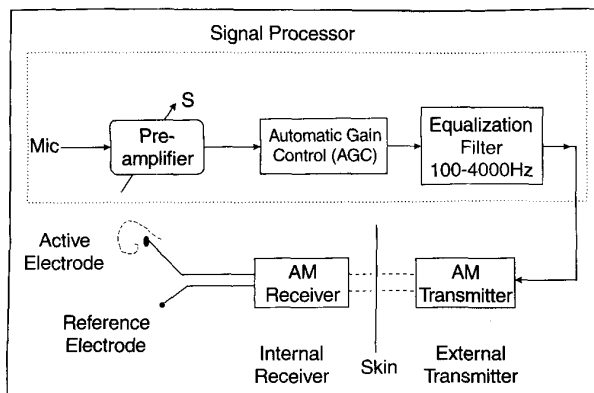 Signal Processor
S
Mic
Pre-
amplifier
Automatic Gain
Control (AGC)
Equalization
Filter
100-4000Hz
Active
Electrode
AM
Receiver
AM
Transmitter
Reference
Electrode
Internal
Receiver
Skin
External
Transmitter